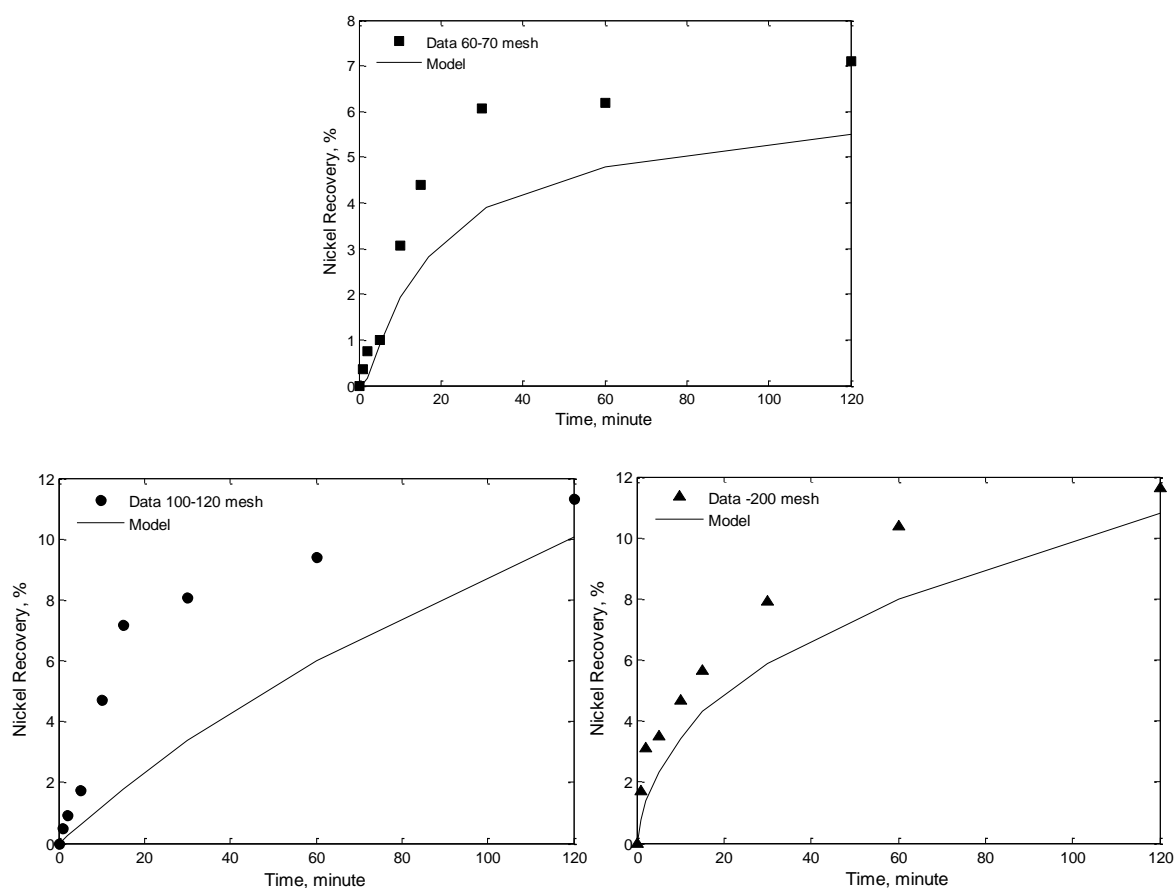 8
7
6
5
4
3
2
1
0
Nickel Recovery, %
Data 60-70 mesh
Model
0 20 40 60 80 100 120
Time, minute
12
10
8
6
4
2
0
Nickel Recovery, %
Data 100-120 mesh
Model
0 20 40 60 80 100 120
Time, minute
12
10
8
6
4
2
0
Nickel Recovery, %
Data -200 mesh
Model
0 20 40 60 80 100 120
Time, minute